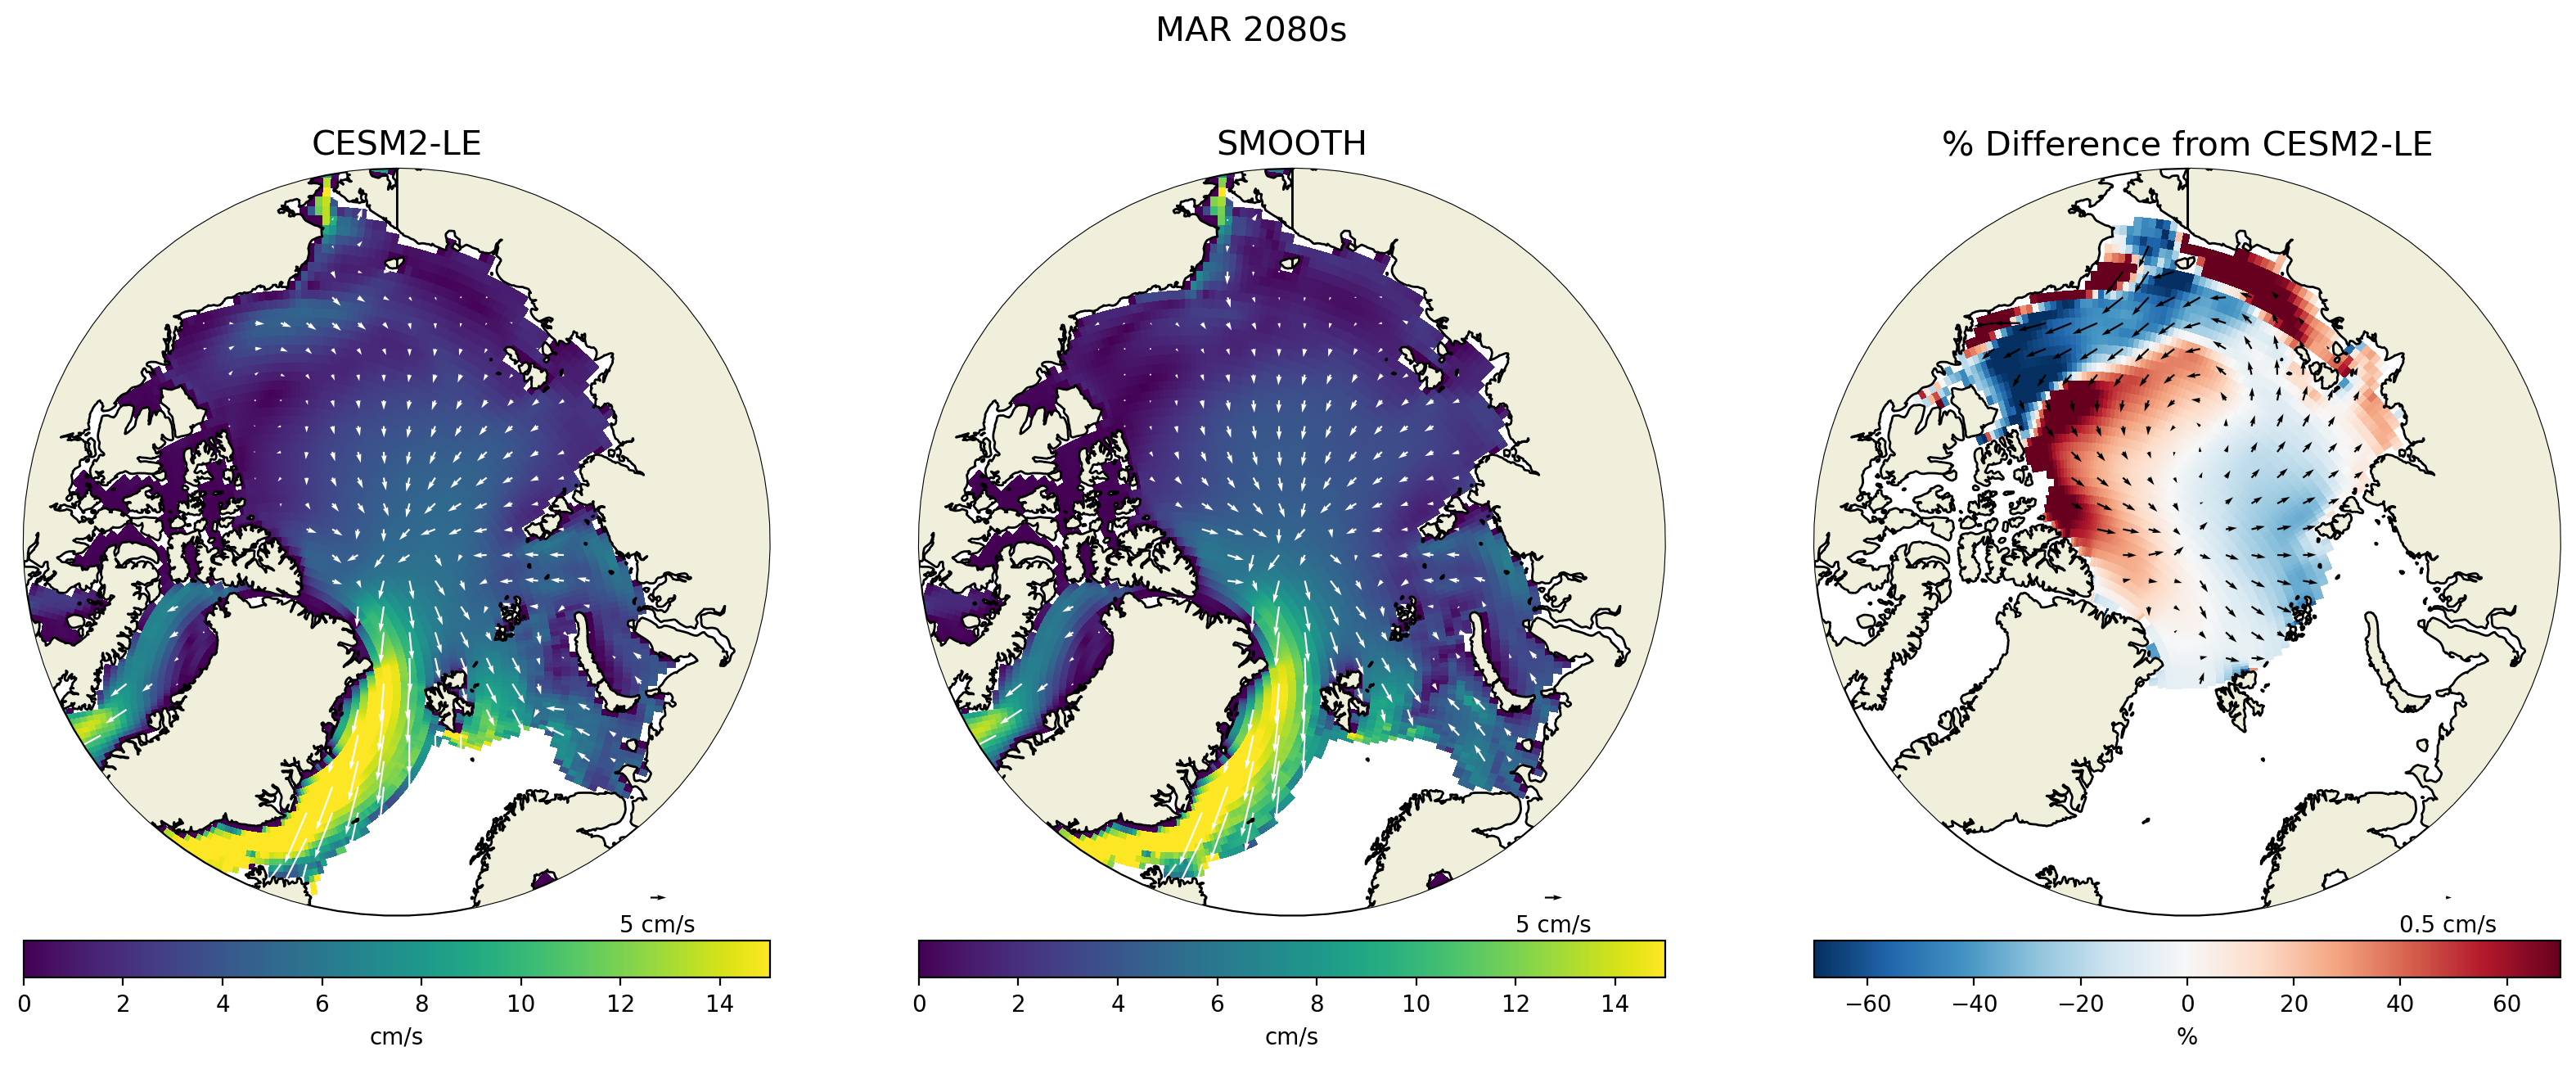 MAR 2080s
CESM2-LE
SMOOTH
% Difference from CESM2-LE
5 cm/s
5 cm/s
0.5 cm/s
0 2 4 6 8 10 12 14
0 2 4 6 8 10 12 14
−60 −40 −20 0 20 40 60
cm/s
cm/s
%